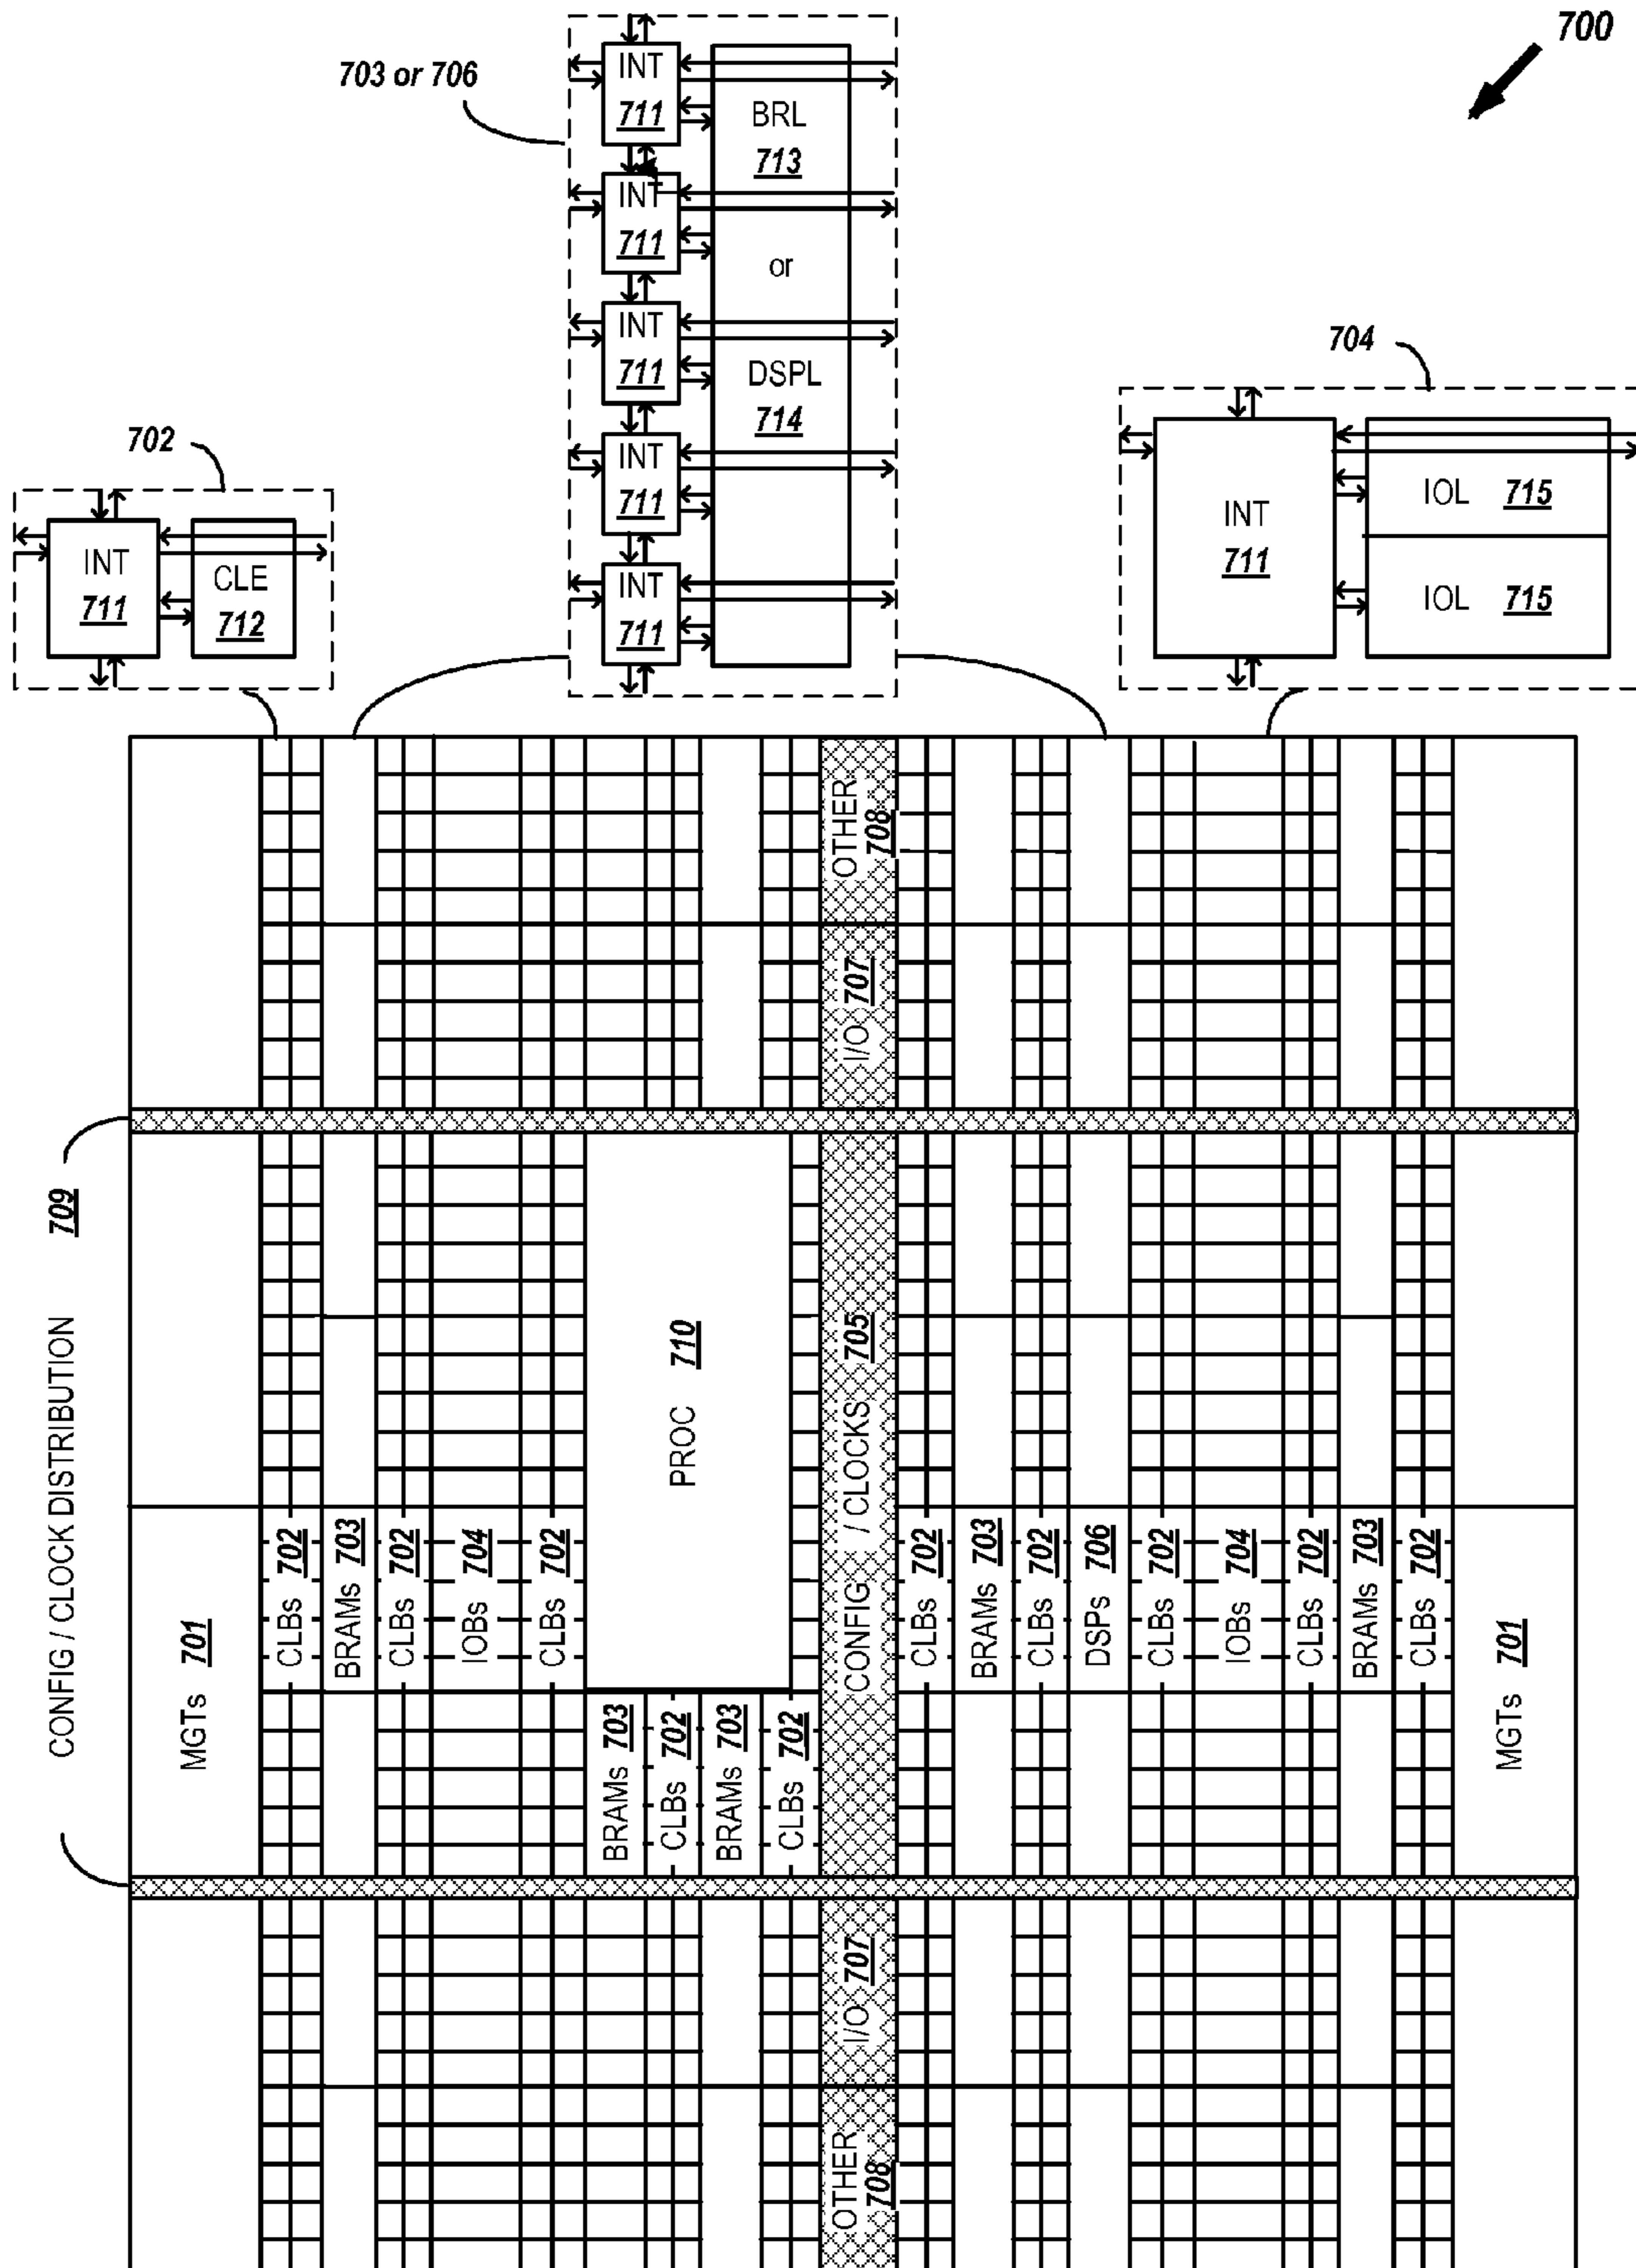 700
703 or 706
INT
711
INT
711
INT
711
INT
711
INT
711
BRL
713
or
DSPL
714
704
INT
711
IOL 715
IOL 715
702
INT
711
CLE
712
CONFIG / CLOCK DISTRIBUTION 709
MGTs 701
CLBs 702
BRAMs 703
CLBs 702
IOBs 704
CLBs 702
PROC 710
BRAMs 703
CLBs 702
BRAMs 703
CLBs 702
OTHER 708
I/O 707
CONFIG / CLOCKS 705
I/O 707
OTHER 708
CLBs 702
BRAMs 703
CLBs 702
DSPs 706
CLBs 702
IOBs 704
CLBs 702
BRAMs 703
CLBs 702
MGTs 701